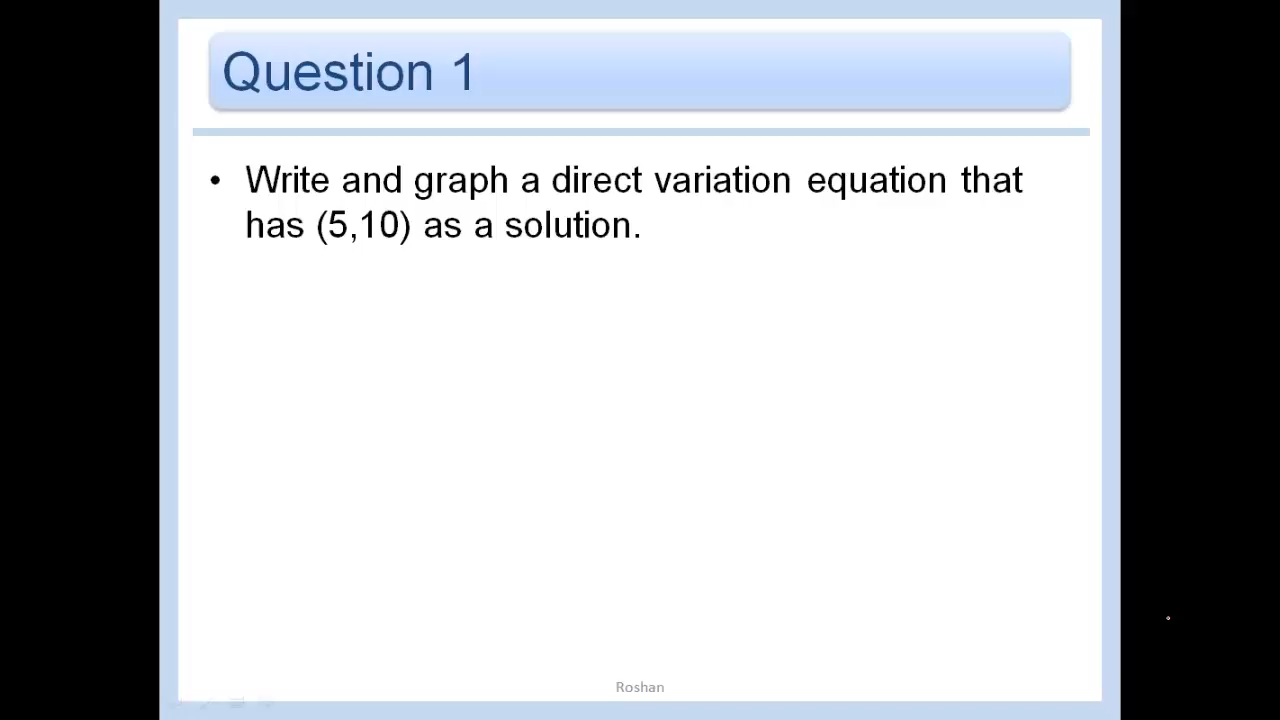 Question 1
• Write and graph a direct variation equation that
has (5,10) as a solution.
Roshan